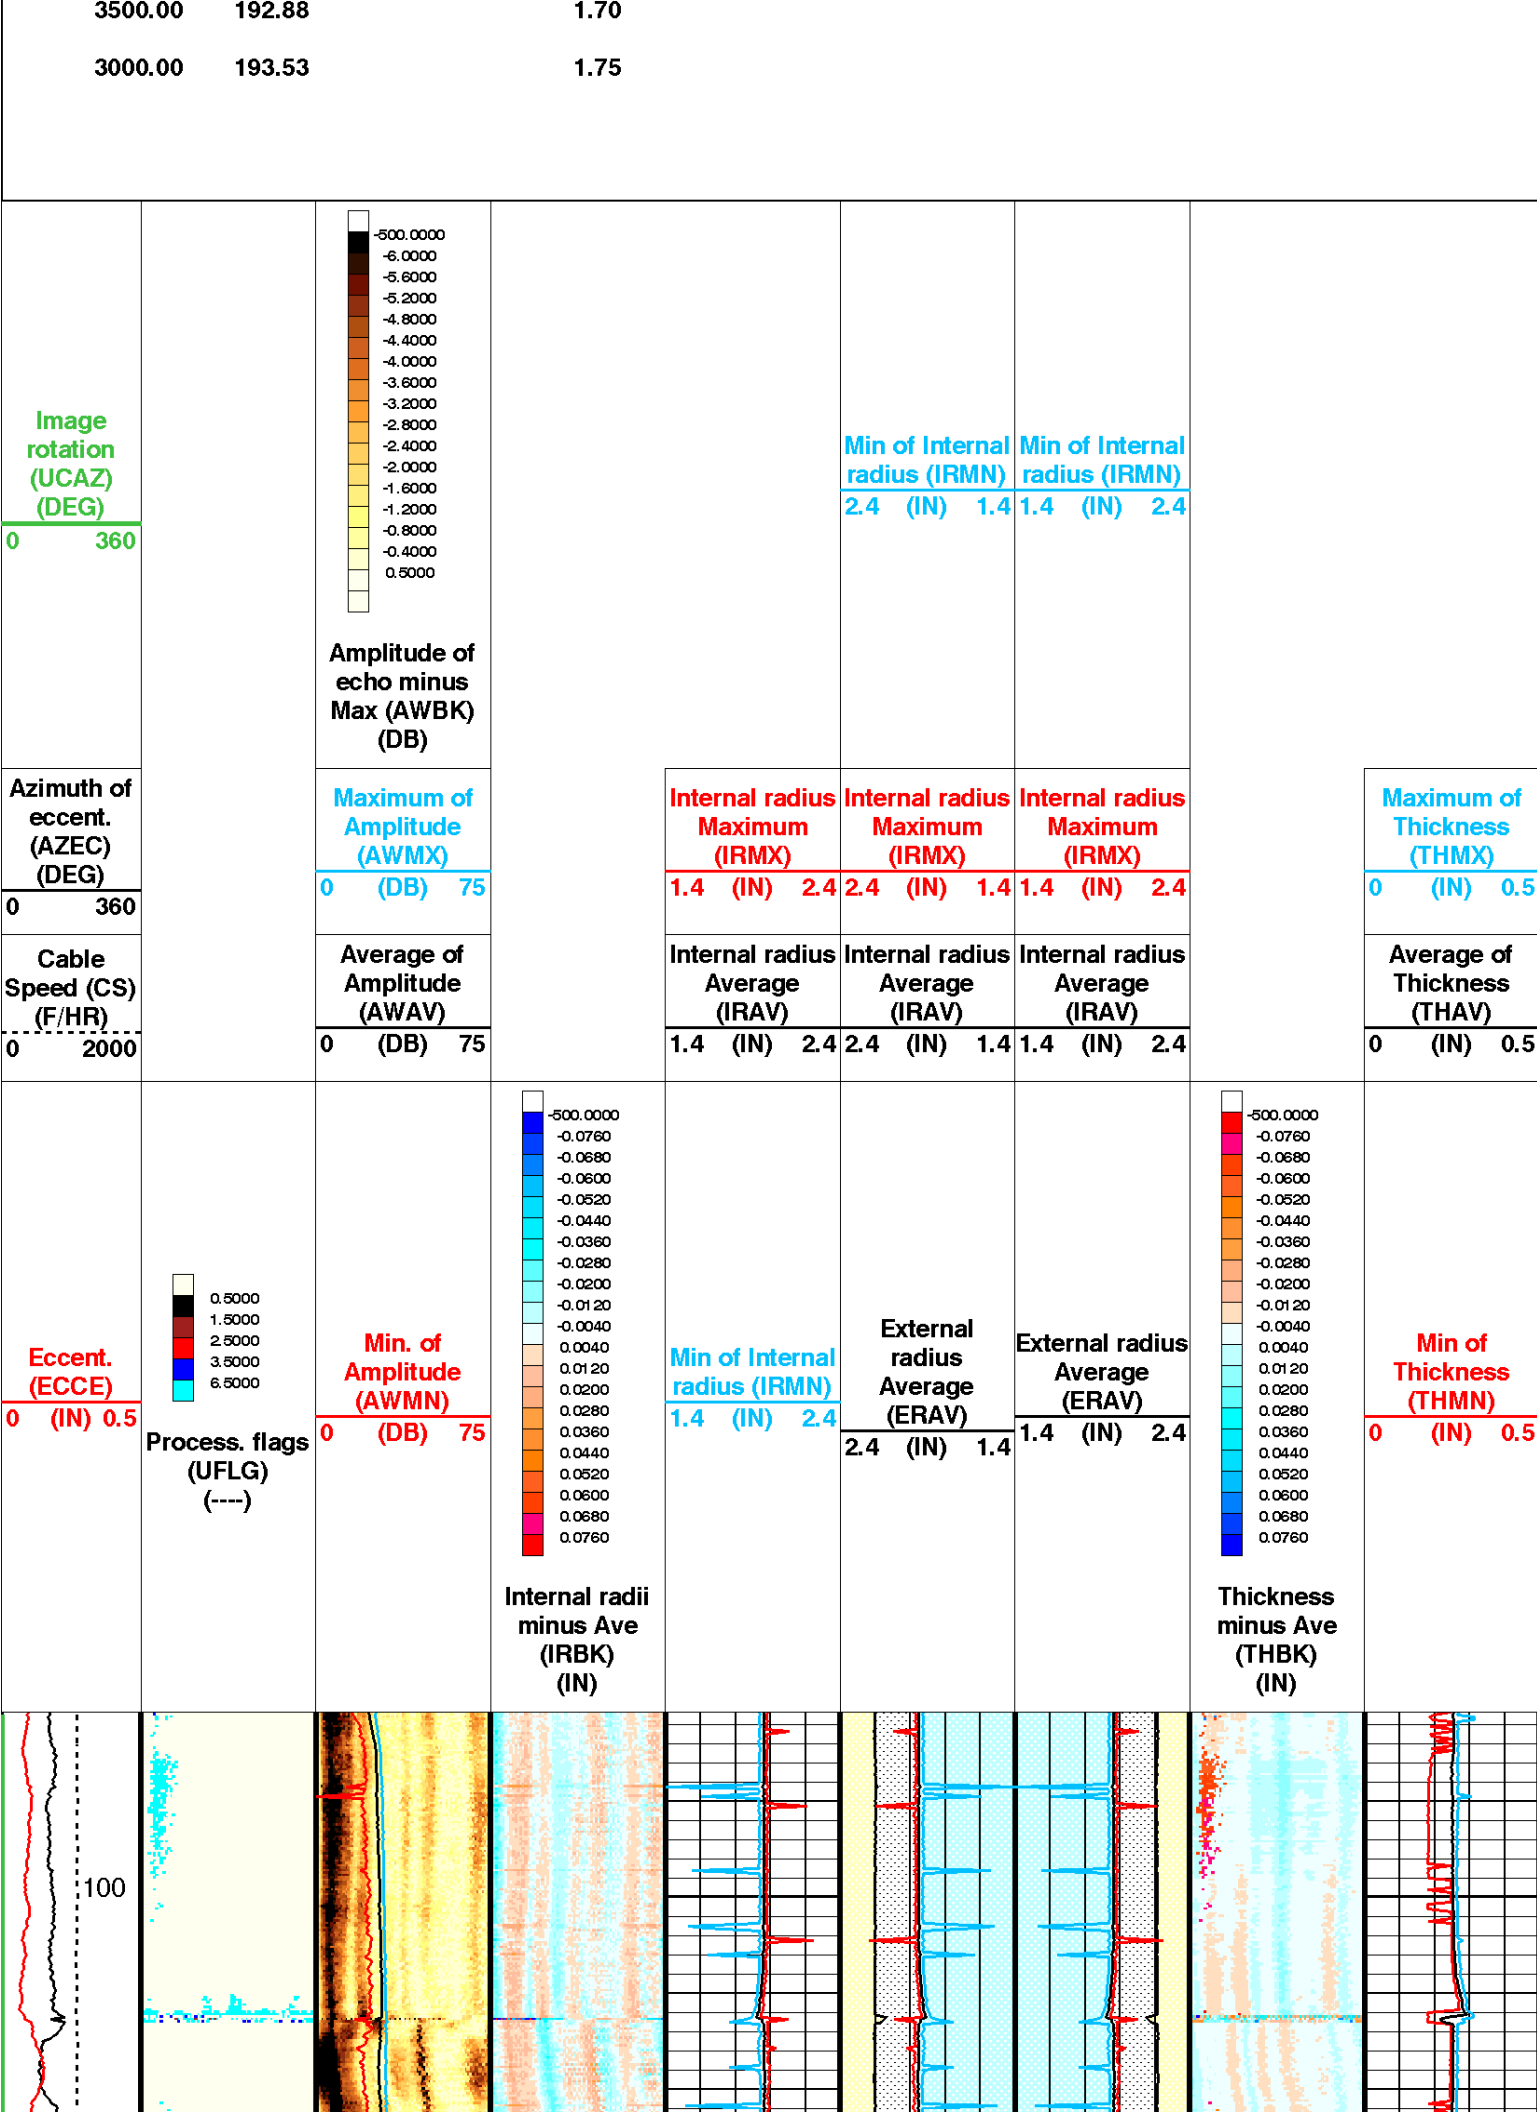 3500.00 192.88 1.70
3000.00 193.53 1.75
Image
rotation
(UCAZ)
(DEG)
0 360
-500.0000
-6.0000
-5.6000
-5.2000
-4.8000
-4.4000
-4.0000
-3.6000
-3.2000
-2.8000
-2.4000
-2.0000
-1.6000
-1.2000
-0.8000
-0.4000
0.5000
Amplitude of
echo minus
Max (AWBK)
(DB)
Min of Internal
radius (IRMN)
2.4 (IN) 1.4
Min of Internal
radius (IRMN)
1.4 (IN) 2.4
Azimuth of
eccent.
(AZEC)
(DEG)
0 360
Maximum of
Amplitude
(AWMX)
0 (DB) 75
Internal radius
Maximum
(IRMX)
1.4 (IN) 2.4
Internal radius
Maximum
(IRMX)
2.4 (IN) 1.4
Internal radius
Maximum
(IRMX)
1.4 (IN) 2.4
Maximum of
Thickness
(THMX)
0 (IN) 0.5
Cable
Speed (CS)
(F/HR)
0 2000
Average of
Amplitude
(AWAV)
0 (DB) 75
Internal radius
Average
(IRAV)
1.4 (IN) 2.4
Internal radius
Average
(IRAV)
2.4 (IN) 1.4
Internal radius
Average
(IRAV)
1.4 (IN) 2.4
Average of
Thickness
(THAV)
0 (IN) 0.5
Eccent.
(ECCE)
0 (IN) 0.5
0.5000
1.5000
2.5000
3.5000
6.5000
Process. flags
(UFLG)
(----)
Min. of
Amplitude
(AWMN)
0 (DB) 75
-500.0000
-0.0760
-0.0680
-0.0600
-0.0520
-0.0440
-0.0360
-0.0280
-0.0200
-0.0120
-0.0040
0.0040
0.0120
0.0200
0.0280
0.0360
0.0440
0.0520
0.0600
0.0680
0.0760
Internal radii
minus Ave
(IRBK)
(IN)
Min of Internal
radius (IRMN)
1.4 (IN) 2.4
External
radius
Average
(ERAV)
2.4 (IN) 1.4
External radius
Average
(ERAV)
1.4 (IN) 2.4
-500.0000
-0.0760
-0.0680
-0.0600
-0.0520
-0.0440
-0.0360
-0.0280
-0.0200
-0.0120
-0.0040
0.0040
0.0120
0.0200
0.0280
0.0360
0.0440
0.0520
0.0600
0.0680
0.0760
Thickness
minus Ave
(THBK)
(IN)
Min of
Thickness
(THMN)
0 (IN) 0.5
100